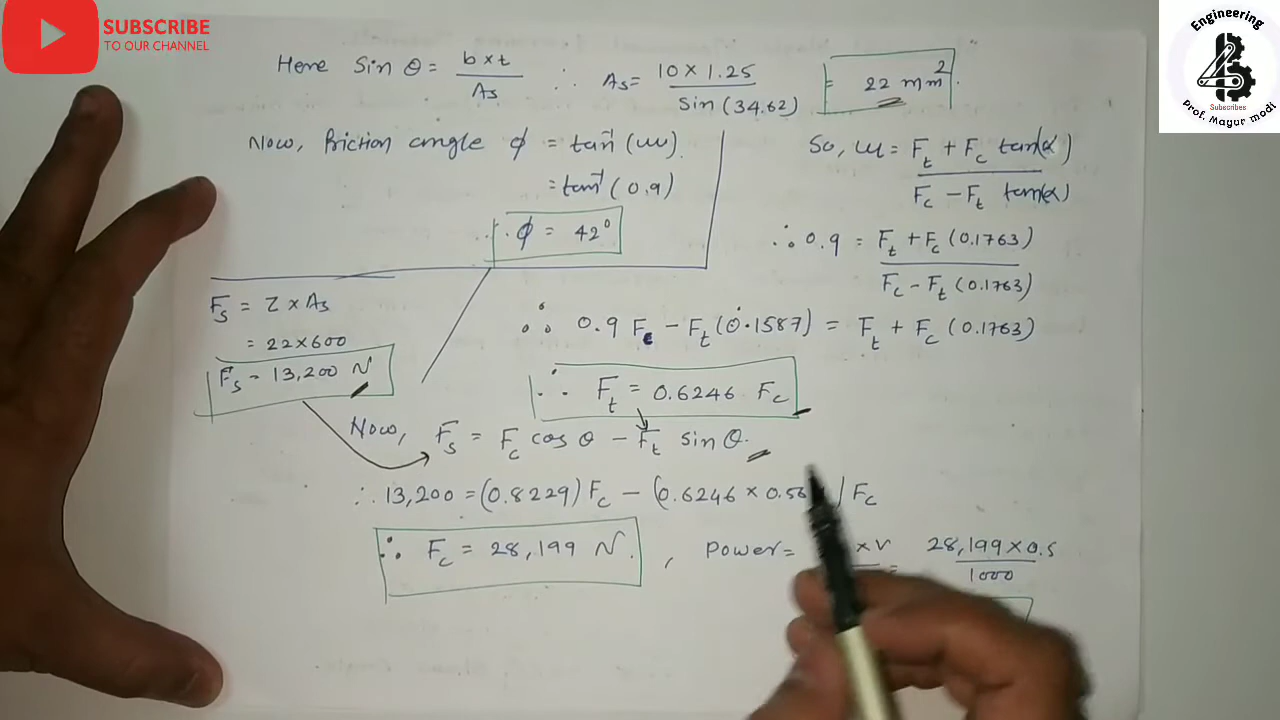 SUBSCRIBE
TO OUR CHANNEL
Engineering
Subscribes
Prof. Mayur modi
Here Sin θ = b×t / As ∴ As = 10 × 1.25 / Sin (34.62) = 22 mm²
Now, Friction angle φ = tan⁻¹ (μ)
= tan⁻¹ (0.9)
∴ φ = 42°
So, μ = Ft + Fc tan(α) / Fc − Ft tan(α)
∴ 0.9 = Ft + Fc (0.1763) / Fc − Ft (0.1763)
Fs = τ × As
= 22×600
Fs = 13,200 N
∴ 0.9 Fc − Ft (0.1587) = Ft + Fc (0.1763)
∴ Ft = 0.6246 Fc
Now, Fs = Fc cos θ − Ft sin θ.
∴ 13,200 = (0.8229) Fc − (0.6246 × 0.56 ) Fc
∴ Fc = 28,199 N. , Power = ×V = 28,199 × 0.5 / 1000